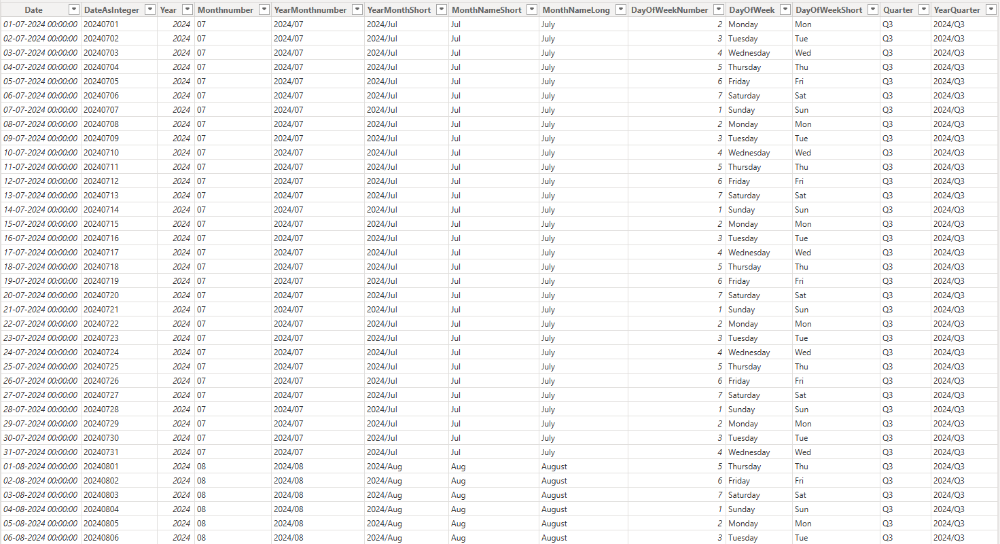 Date DateAsInteger Year Monthnumber YearMonthnumber YearMonthShort MonthNameShort MonthNameLong DayOfWeekNumber DayOfWeek DayOfWeekShort Quarter YearQuarter
01-07-2024 00:00:00 20240701 2024 07 2024/07 2024/Jul Jul July 2 Monday Mon Q3 2024/Q3
02-07-2024 00:00:00 20240702 2024 07 2024/07 2024/Jul Jul July 3 Tuesday Tue Q3 2024/Q3
03-07-2024 00:00:00 20240703 2024 07 2024/07 2024/Jul Jul July 4 Wednesday Wed Q3 2024/Q3
04-07-2024 00:00:00 20240704 2024 07 2024/07 2024/Jul Jul July 5 Thursday Thu Q3 2024/Q3
05-07-2024 00:00:00 20240705 2024 07 2024/07 2024/Jul Jul July 6 Friday Fri Q3 2024/Q3
06-07-2024 00:00:00 20240706 2024 07 2024/07 2024/Jul Jul July 7 Saturday Sat Q3 2024/Q3
07-07-2024 00:00:00 20240707 2024 07 2024/07 2024/Jul Jul July 1 Sunday Sun Q3 2024/Q3
08-07-2024 00:00:00 20240708 2024 07 2024/07 2024/Jul Jul July 2 Monday Mon Q3 2024/Q3
09-07-2024 00:00:00 20240709 2024 07 2024/07 2024/Jul Jul July 3 Tuesday Tue Q3 2024/Q3
10-07-2024 00:00:00 20240710 2024 07 2024/07 2024/Jul Jul July 4 Wednesday Wed Q3 2024/Q3
11-07-2024 00:00:00 20240711 2024 07 2024/07 2024/Jul Jul July 5 Thursday Thu Q3 2024/Q3
12-07-2024 00:00:00 20240712 2024 07 2024/07 2024/Jul Jul July 6 Friday Fri Q3 2024/Q3
13-07-2024 00:00:00 20240713 2024 07 2024/07 2024/Jul Jul July 7 Saturday Sat Q3 2024/Q3
14-07-2024 00:00:00 20240714 2024 07 2024/07 2024/Jul Jul July 1 Sunday Sun Q3 2024/Q3
15-07-2024 00:00:00 20240715 2024 07 2024/07 2024/Jul Jul July 2 Monday Mon Q3 2024/Q3
16-07-2024 00:00:00 20240716 2024 07 2024/07 2024/Jul Jul July 3 Tuesday Tue Q3 2024/Q3
17-07-2024 00:00:00 20240717 2024 07 2024/07 2024/Jul Jul July 4 Wednesday Wed Q3 2024/Q3
18-07-2024 00:00:00 20240718 2024 07 2024/07 2024/Jul Jul July 5 Thursday Thu Q3 2024/Q3
19-07-2024 00:00:00 20240719 2024 07 2024/07 2024/Jul Jul July 6 Friday Fri Q3 2024/Q3
20-07-2024 00:00:00 20240720 2024 07 2024/07 2024/Jul Jul July 7 Saturday Sat Q3 2024/Q3
21-07-2024 00:00:00 20240721 2024 07 2024/07 2024/Jul Jul July 1 Sunday Sun Q3 2024/Q3
22-07-2024 00:00:00 20240722 2024 07 2024/07 2024/Jul Jul July 2 Monday Mon Q3 2024/Q3
23-07-2024 00:00:00 20240723 2024 07 2024/07 2024/Jul Jul July 3 Tuesday Tue Q3 2024/Q3
24-07-2024 00:00:00 20240724 2024 07 2024/07 2024/Jul Jul July 4 Wednesday Wed Q3 2024/Q3
25-07-2024 00:00:00 20240725 2024 07 2024/07 2024/Jul Jul July 5 Thursday Thu Q3 2024/Q3
26-07-2024 00:00:00 20240726 2024 07 2024/07 2024/Jul Jul July 6 Friday Fri Q3 2024/Q3
27-07-2024 00:00:00 20240727 2024 07 2024/07 2024/Jul Jul July 7 Saturday Sat Q3 2024/Q3
28-07-2024 00:00:00 20240728 2024 07 2024/07 2024/Jul Jul July 1 Sunday Sun Q3 2024/Q3
29-07-2024 00:00:00 20240729 2024 07 2024/07 2024/Jul Jul July 2 Monday Mon Q3 2024/Q3
30-07-2024 00:00:00 20240730 2024 07 2024/07 2024/Jul Jul July 3 Tuesday Tue Q3 2024/Q3
31-07-2024 00:00:00 20240731 2024 07 2024/07 2024/Jul Jul July 4 Wednesday Wed Q3 2024/Q3
01-08-2024 00:00:00 20240801 2024 08 2024/08 2024/Aug Aug August 5 Thursday Thu Q3 2024/Q3
02-08-2024 00:00:00 20240802 2024 08 2024/08 2024/Aug Aug August 6 Friday Fri Q3 2024/Q3
03-08-2024 00:00:00 20240803 2024 08 2024/08 2024/Aug Aug August 7 Saturday Sat Q3 2024/Q3
04-08-2024 00:00:00 20240804 2024 08 2024/08 2024/Aug Aug August 1 Sunday Sun Q3 2024/Q3
05-08-2024 00:00:00 20240805 2024 08 2024/08 2024/Aug Aug August 2 Monday Mon Q3 2024/Q3
06-08-2024 00:00:00 20240806 2024 08 2024/08 2024/Aug Aug August 3 Tuesday Tue Q3 2024/Q3